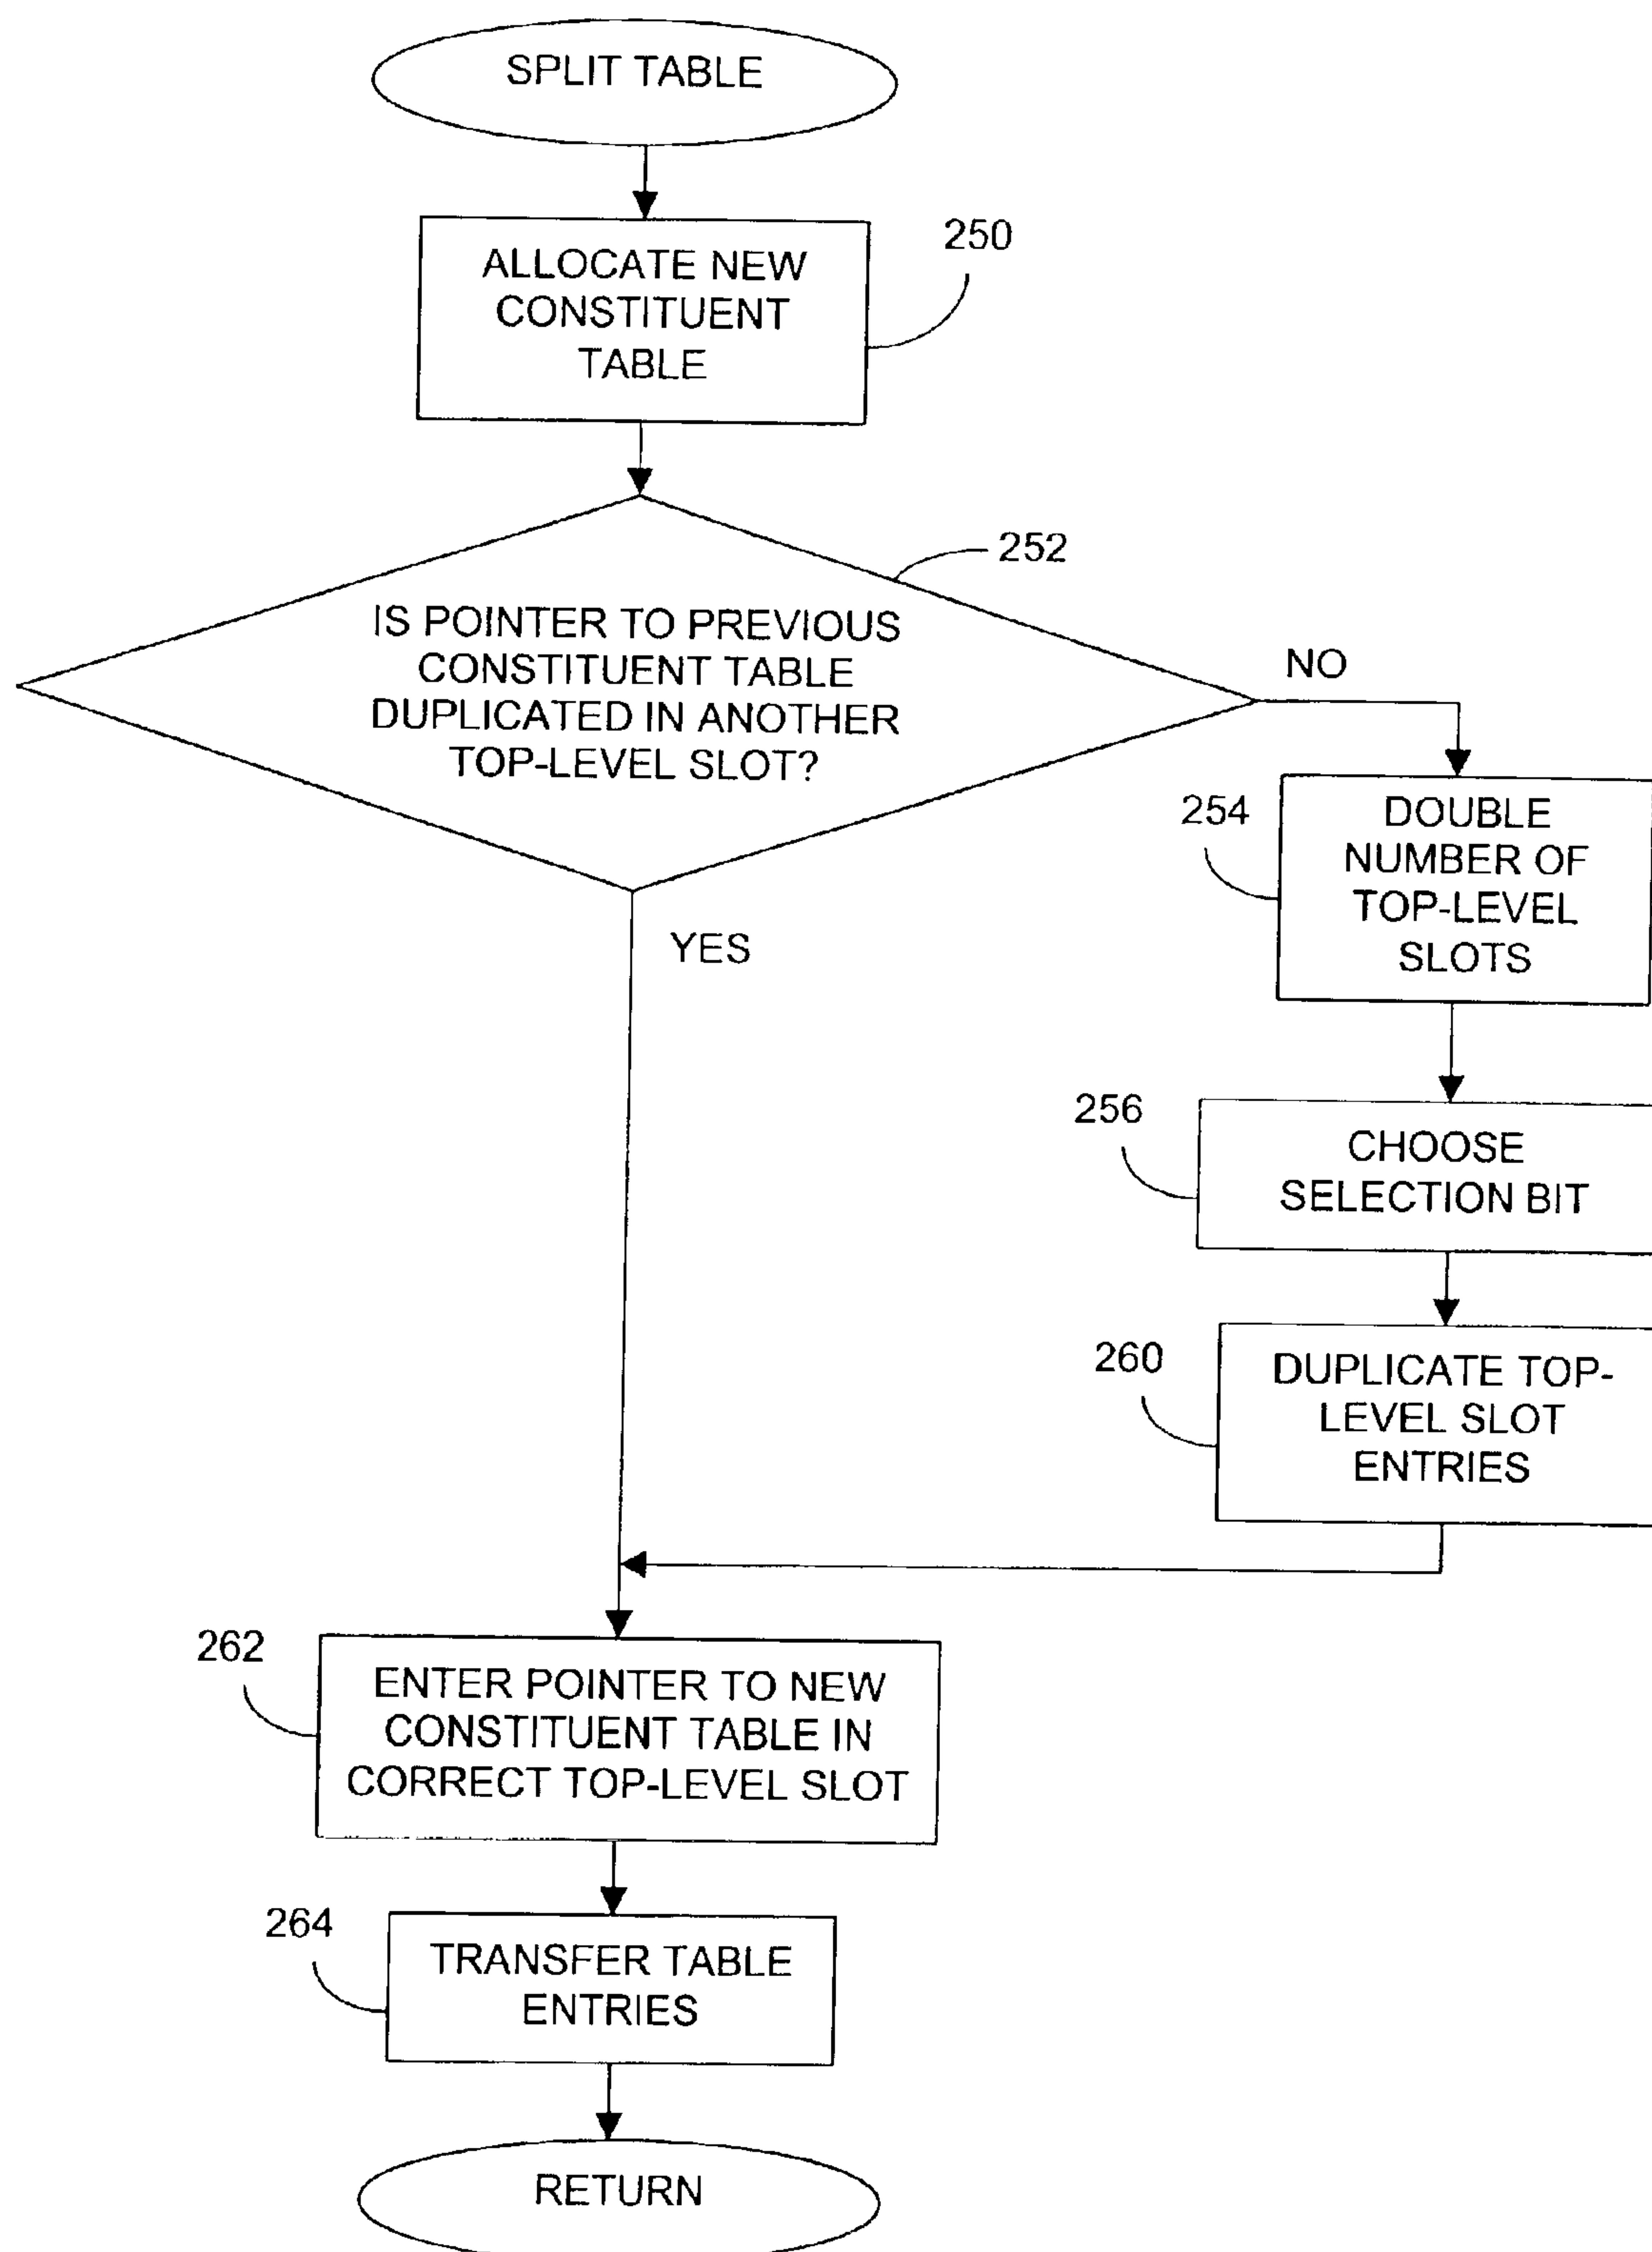 SPLIT TABLE
250
ALLOCATE NEW
CONSTITUENT
TABLE
252
IS POINTER TO PREVIOUS
CONSTITUENT TABLE
DUPLICATED IN ANOTHER
TOP-LEVEL SLOT?
NO
YES
254
DOUBLE
NUMBER OF
TOP-LEVEL
SLOTS
256
CHOOSE
SELECTION BIT
260
DUPLICATE TOP-
LEVEL SLOT
ENTRIES
262
ENTER POINTER TO NEW
CONSTITUENT TABLE IN
CORRECT TOP-LEVEL SLOT
264
TRANSFER TABLE
ENTRIES
RETURN